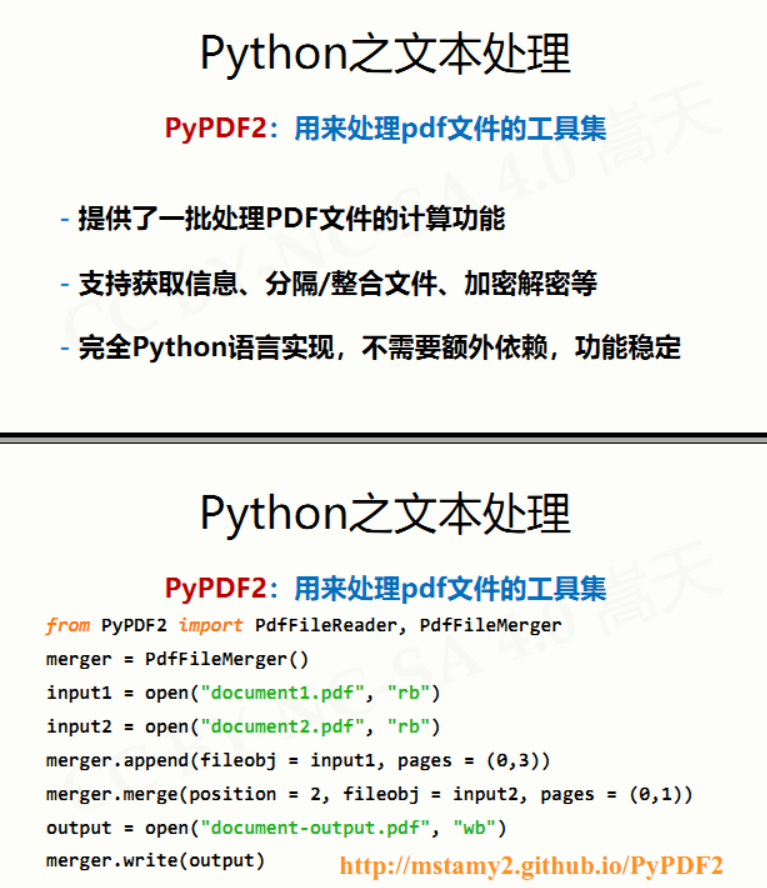 Python之文本处理
PyPDF2：用来处理pdf文件的工具集
- 提供了一批处理PDF文件的计算功能
- 支持获取信息、分隔/整合文件、加密解密等
- 完全Python语言实现，不需要额外依赖，功能稳定
CC BY-NC-SA 4.0 嵩天
Python之文本处理
PyPDF2：用来处理pdf文件的工具集
from PyPDF2 import PdfFileReader, PdfFileMerger
merger = PdfFileMerger()
input1 = open("document1.pdf", "rb")
input2 = open("document2.pdf", "rb")
merger.append(fileobj = input1, pages = (0,3))
merger.merge(position = 2, fileobj = input2, pages = (0,1))
output = open("document-output.pdf", "wb")
merger.write(output)
http://mstamy2.github.io/PyPDF2
CC BY-NC-SA 4.0 嵩天